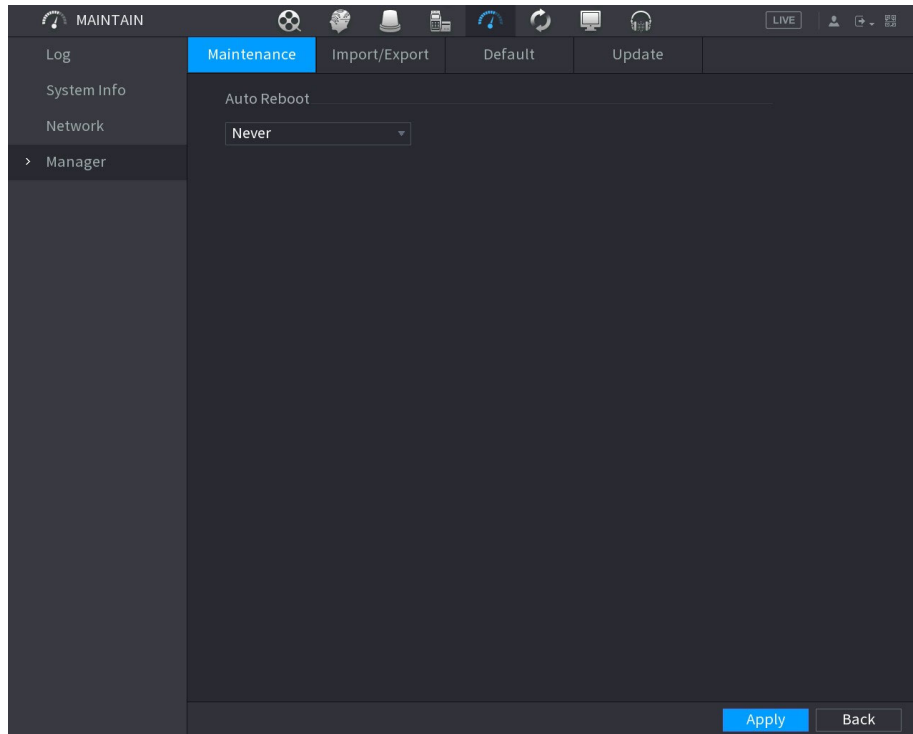 MAINTAIN LIVE
Log
System Info
Network
> Manager
Maintenance Import/Export Default Update
Auto Reboot
Never
Apply Back